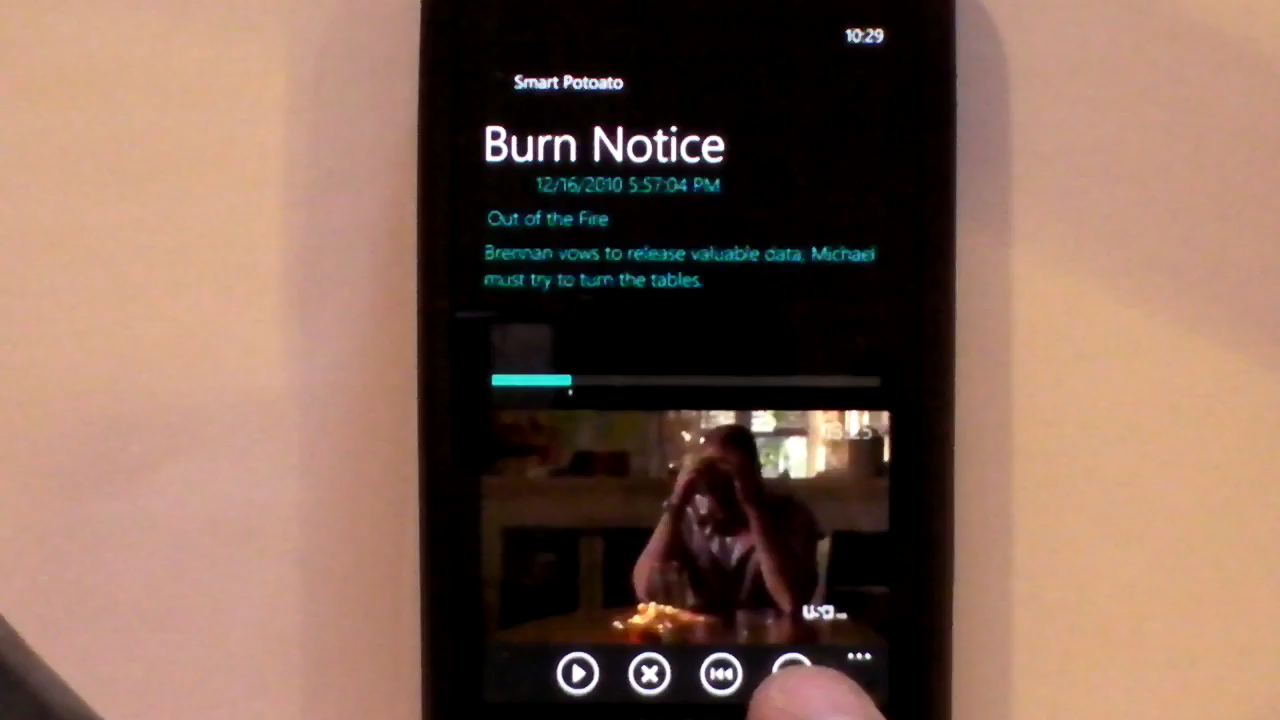 10:29
Smart Potoato
Burn Notice
12/16/2010 5:57:04 PM
Out of the Fire
Brennan vows to release valuable data; Michael
must try to turn the tables.